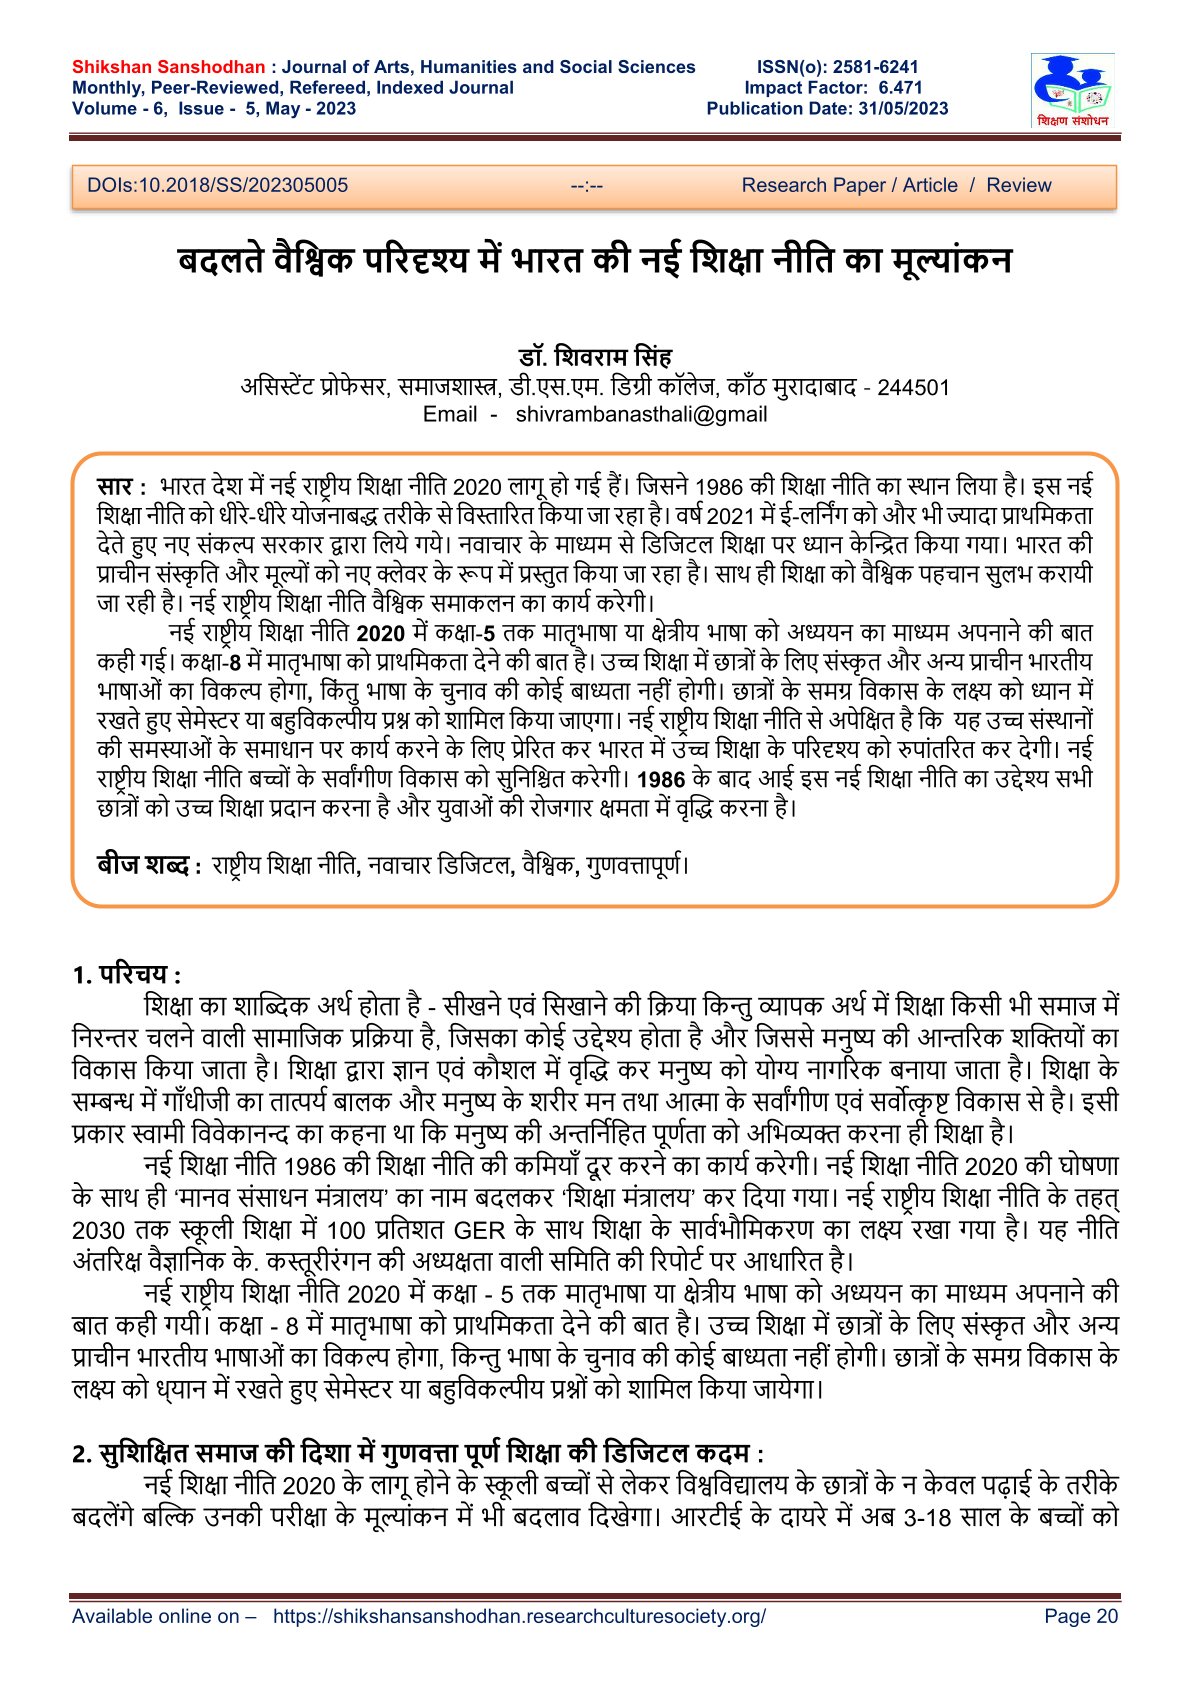 Shikshan Sanshodhan : Journal of Arts, Humanities and Social Sciences ISSN(o): 2581-6241
Monthly, Peer-Reviewed, Refereed, Indexed Journal Impact Factor: 6.471
Volume - 6, Issue - 5, May - 2023 Publication Date: 31/05/2023
शिक्षण संशोधन
DOIs:10.2018/SS/202305005 --:-- Research Paper / Article / Review
बदलते वैश्विक परिदृश्य में भारत की नई शिक्षा नीति का मूल्यांकन
डॉ. शिवराम सिंह
असिस्टेंट प्रोफेसर, समाजशास्त्र, डी.एस.एम. डिग्री कॉलेज, काँठ मुरादाबाद - 244501
Email - shivrambanasthali@gmail
सार : भारत देश में नई राष्ट्रीय शिक्षा नीति 2020 लागू हो गई हैं। जिसने 1986 की शिक्षा नीति का स्थान लिया है। इस नई
शिक्षा नीति को धीरे-धीरे योजनाबद्ध तरीके से विस्तारित किया जा रहा है। वर्ष 2021 में ई-लर्निंग को और भी ज्यादा प्राथमिकता
देते हुए नए संकल्प सरकार द्वारा लिये गये। नवाचार के माध्यम से डिजिटल शिक्षा पर ध्यान केन्द्रित किया गया। भारत की
प्राचीन संस्कृति और मूल्यों को नए क्लेवर के रूप में प्रस्तुत किया जा रहा है। साथ ही शिक्षा को वैश्विक पहचान सुलभ करायी
जा रही है। नई राष्ट्रीय शिक्षा नीति वैश्विक समाकलन का कार्य करेगी।
नई राष्ट्रीय शिक्षा नीति 2020 में कक्षा-5 तक मातृभाषा या क्षेत्रीय भाषा को अध्ययन का माध्यम अपनाने की बात
कही गई। कक्षा-8 में मातृभाषा को प्राथमिकता देने की बात है। उच्च शिक्षा में छात्रों के लिए संस्कृत और अन्य प्राचीन भारतीय
भाषाओं का विकल्प होगा, किंतु भाषा के चुनाव की कोई बाध्यता नहीं होगी। छात्रों के समग्र विकास के लक्ष्य को ध्यान में
रखते हुए सेमेस्टर या बहुविकल्पीय प्रश्न को शामिल किया जाएगा। नई राष्ट्रीय शिक्षा नीति से अपेक्षित है कि यह उच्च संस्थानों
की समस्याओं के समाधान पर कार्य करने के लिए प्रेरित कर भारत में उच्च शिक्षा के परिदृश्य को रुपांतरित कर देगी। नई
राष्ट्रीय शिक्षा नीति बच्चों के सर्वांगीण विकास को सुनिश्चित करेगी। 1986 के बाद आई इस नई शिक्षा नीति का उद्देश्य सभी
छात्रों को उच्च शिक्षा प्रदान करना है और युवाओं की रोजगार क्षमता में वृद्धि करना है।
बीज शब्द : राष्ट्रीय शिक्षा नीति, नवाचार डिजिटल, वैश्विक, गुणवत्तापूर्ण।
1. परिचय :
शिक्षा का शाब्दिक अर्थ होता है - सीखने एवं सिखाने की क्रिया किन्तु व्यापक अर्थ में शिक्षा किसी भी समाज में
निरन्तर चलने वाली सामाजिक प्रक्रिया है, जिसका कोई उद्देश्य होता है और जिससे मनुष्य की आन्तरिक शक्तियों का
विकास किया जाता है। शिक्षा द्वारा ज्ञान एवं कौशल में वृद्धि कर मनुष्य को योग्य नागरिक बनाया जाता है। शिक्षा के
सम्बन्ध में गाँधीजी का तात्पर्य बालक और मनुष्य के शरीर मन तथा आत्मा के सर्वांगीण एवं सर्वोत्कृष्ट विकास से है। इसी
प्रकार स्वामी विवेकानन्द का कहना था कि मनुष्य की अन्तर्निहित पूर्णता को अभिव्यक्त करना ही शिक्षा है।
नई शिक्षा नीति 1986 की शिक्षा नीति की कमियाँ दूर करने का कार्य करेगी। नई शिक्षा नीति 2020 की घोषणा
के साथ ही ‘मानव संसाधन मंत्रालय’ का नाम बदलकर ‘शिक्षा मंत्रालय’ कर दिया गया। नई राष्ट्रीय शिक्षा नीति के तहत्
2030 तक स्कूली शिक्षा में 100 प्रतिशत GER के साथ शिक्षा के सार्वभौमिकरण का लक्ष्य रखा गया है। यह नीति
अंतरिक्ष वैज्ञानिक के. कस्तूरीरंगन की अध्यक्षता वाली समिति की रिपोर्ट पर आधारित है।
नई राष्ट्रीय शिक्षा नीति 2020 में कक्षा - 5 तक मातृभाषा या क्षेत्रीय भाषा को अध्ययन का माध्यम अपनाने की
बात कही गयी। कक्षा - 8 में मातृभाषा को प्राथमिकता देने की बात है। उच्च शिक्षा में छात्रों के लिए संस्कृत और अन्य
प्राचीन भारतीय भाषाओं का विकल्प होगा, किन्तु भाषा के चुनाव की कोई बाध्यता नहीं होगी। छात्रों के समग्र विकास के
लक्ष्य को ध्यान में रखते हुए सेमेस्टर या बहुविकल्पीय प्रश्नों को शामिल किया जायेगा।
2. सुशिक्षित समाज की दिशा में गुणवत्ता पूर्ण शिक्षा की डिजिटल कदम :
नई शिक्षा नीति 2020 के लागू होने के स्कूली बच्चों से लेकर विश्वविद्यालय के छात्रों के न केवल पढ़ाई के तरीके
बदलेंगे बल्कि उनकी परीक्षा के मूल्यांकन में भी बदलाव दिखेगा। आरटीई के दायरे में अब 3-18 साल के बच्चों को
Available online on – https://shikshansanshodhan.researchculturesociety.org/ Page 20